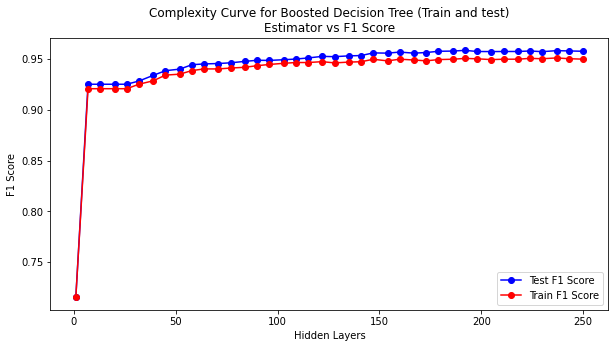 Complexity Curve for Boosted Decision Tree (Train and test)
Estimator vs F1 Score
F1 Score
0.95
0.90
0.85
0.80
0.75
0
50
100
150
200
250
Hidden Layers
Test F1 Score
Train F1 Score